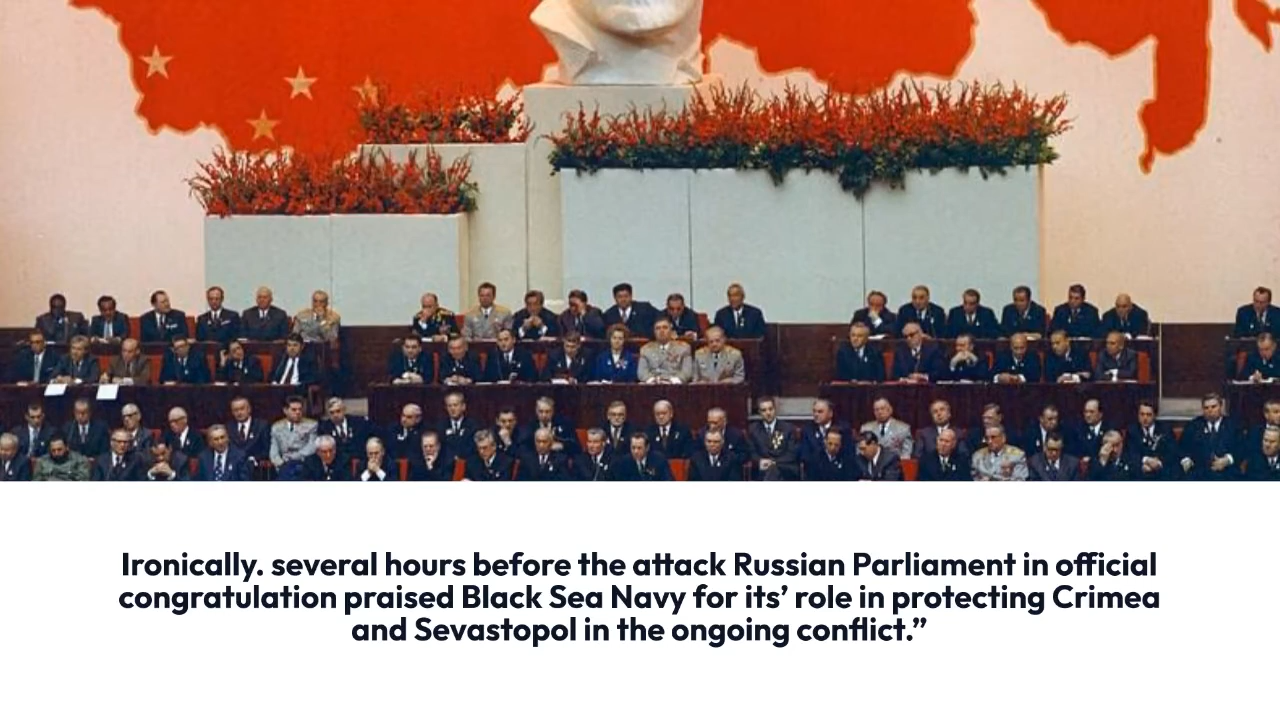 Ironically. several hours before the attack Russian Parliament in official
congratulation praised Black Sea Navy for its’ role in protecting Crimea
and Sevastopol in the ongoing conflict.”